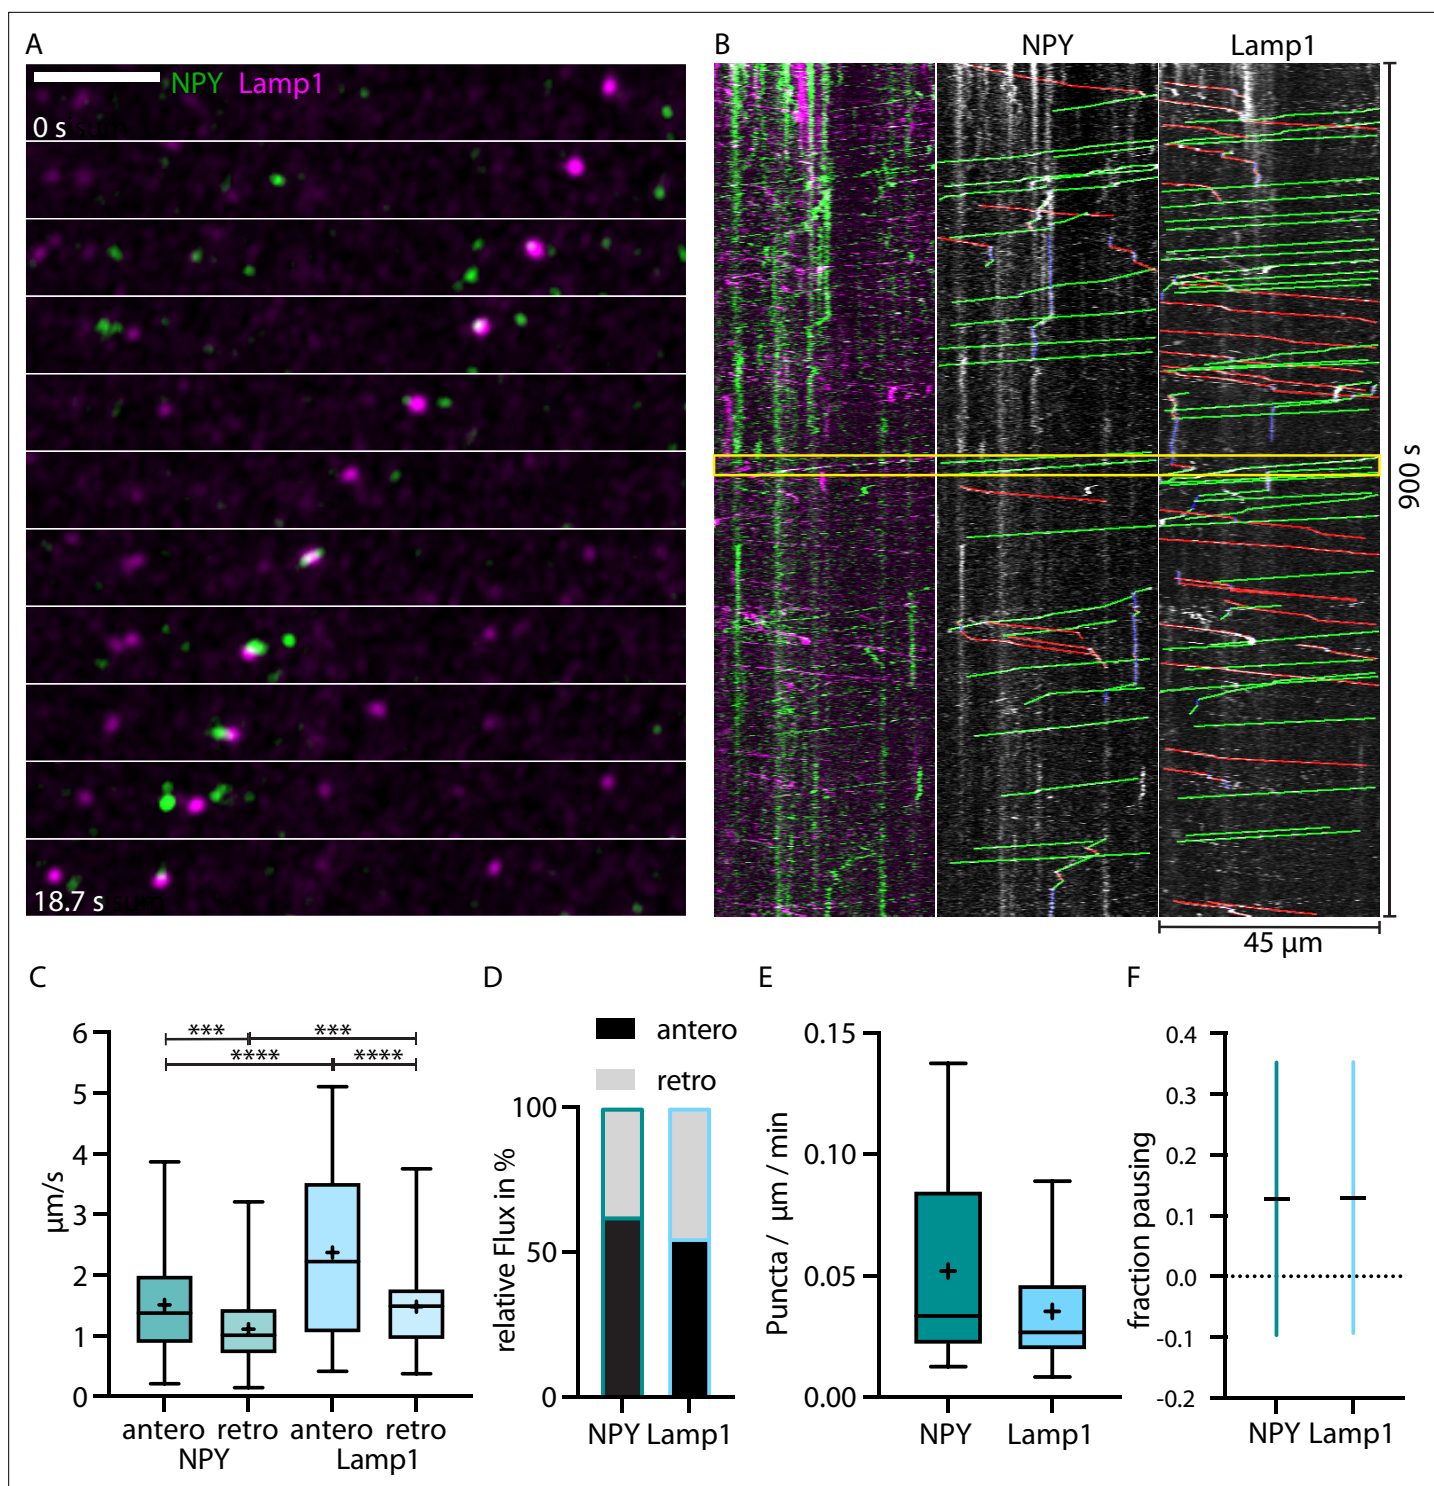 A
NPY Lamp1
0 s
18.7 s
B
NPY
Lamp1
900 s
45 µm
C
*** ***
**** ****
6
5
4
3
2
1
0
µm/s
antero retro antero retro
NPY Lamp1
D
antero
retro
100
50
0
relative Flux in %
NPY Lamp1
E
0.15
0.10
0.05
0.00
Puncta / µm / min
NPY Lamp1
F
0.4
0.3
0.2
0.1
0.0
-0.1
-0.2
fraction pausing
NPY Lamp1